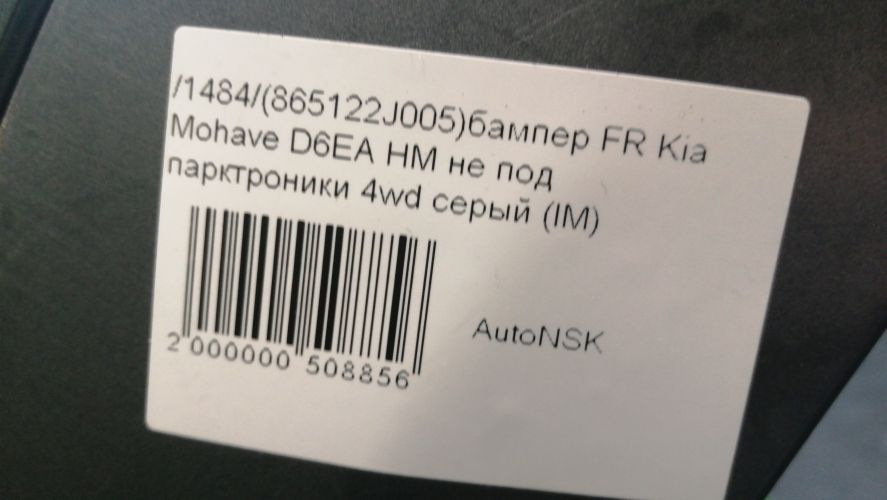 /1484/(865122J005)бампер FR Kia
Mohave D6EA HM не под
парктроники 4wd серый (IM)
AutoNSK
2 000000 508856